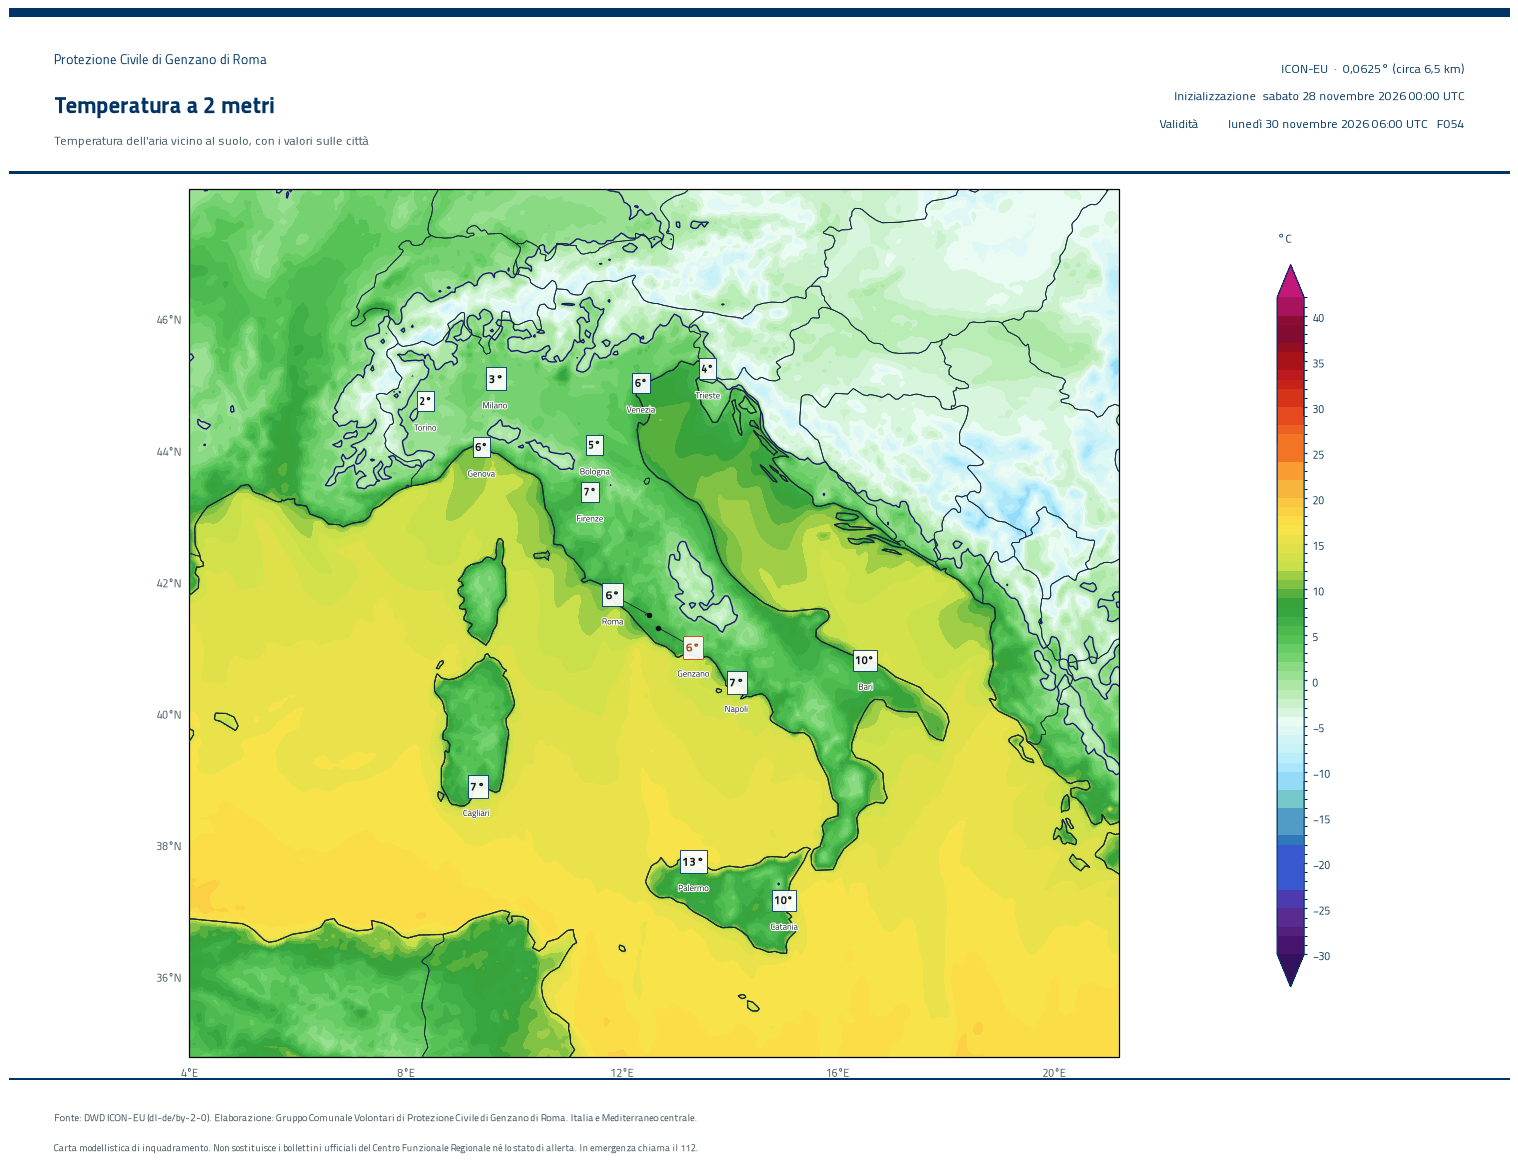 Protezione Civile di Genzano di Roma
Temperatura a 2 metri
Temperatura dell'aria vicino al suolo, con i valori sulle città
ICON-EU · 0,0625° (circa 6,5 km)
Inizializzazione sabato 28 novembre 2026 00:00 UTC
Validità lunedì 30 novembre 2026 06:00 UTC F054
°C
40
35
30
25
20
15
10
5
0
−5
−10
−15
−20
−25
−30
46°N
44°N
42°N
40°N
38°N
36°N
4°E
8°E
12°E
16°E
20°E
2°
Torino
3°
Milano
6°
Venezia
4°
Trieste
6°
Genova
5°
Bologna
7°
Firenze
6°
Roma
6°
Genzano
7°
Napoli
10°
Bari
7°
Cagliari
13°
Palermo
10°
Catania
Fonte: DWD ICON-EU (dl-de/by-2-0). Elaborazione: Gruppo Comunale Volontari di Protezione Civile di Genzano di Roma. Italia e Mediterraneo centrale.
Carta modellistica di inquadramento. Non sostituisce i bollettini ufficiali del Centro Funzionale Regionale né lo stato di allerta. In emergenza chiama il 112.